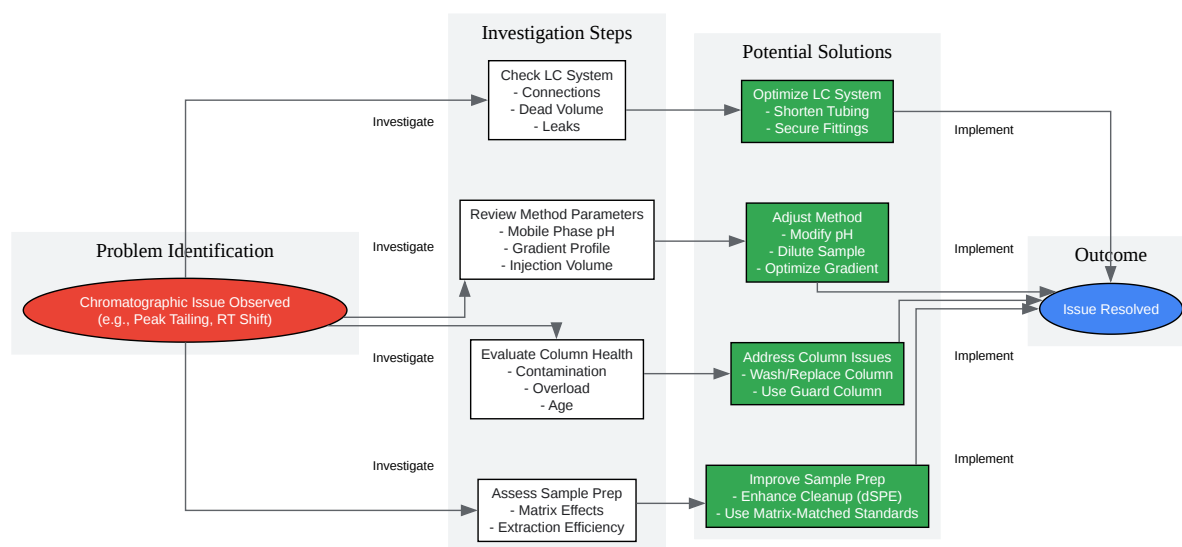 Problem Identification
Chromatographic Issue Observed
(e.g., Peak Tailing, RT Shift)
Investigate
Investigate
Investigate
Investigate
Investigation Steps
Check LC System
- Connections
- Dead Volume
- Leaks
Review Method Parameters
- Mobile Phase pH
- Gradient Profile
- Injection Volume
Evaluate Column Health
- Contamination
- Overload
- Age
Assess Sample Prep
- Matrix Effects
- Extraction Efficiency
Potential Solutions
Optimize LC System
- Shorten Tubing
- Secure Fittings
Adjust Method
- Modify pH
- Dilute Sample
- Optimize Gradient
Address Column Issues
- Wash/Replace Column
- Use Guard Column
Improve Sample Prep
- Enhance Cleanup (dSPE)
- Use Matrix-Matched Standards
Implement
Implement
Implement
Implement
Outcome
Issue Resolved